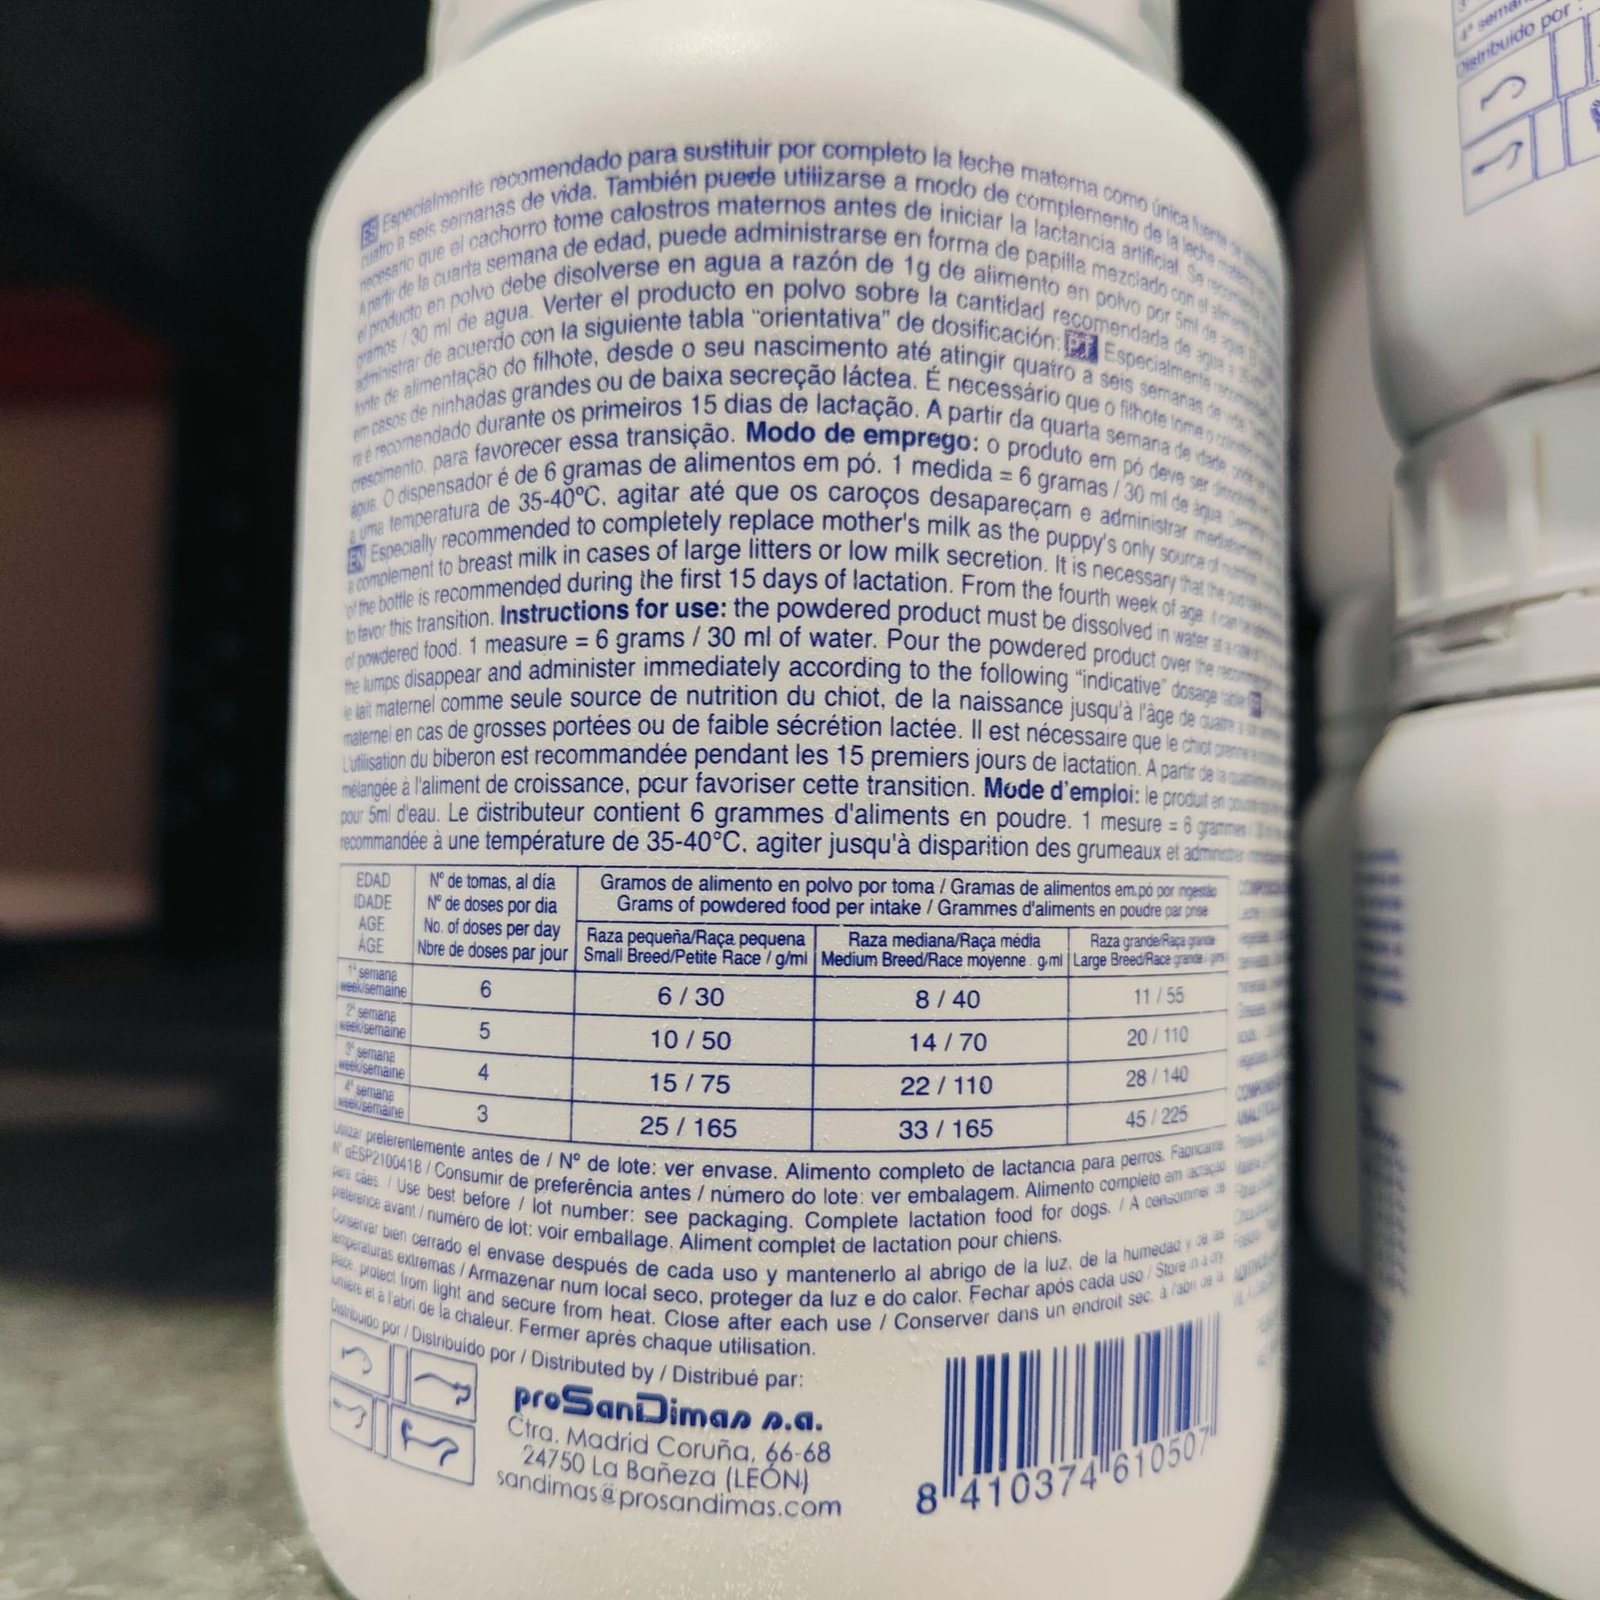 ES Especialmente recomendado para sustituir por completo la leche materna como única fuente
cuatro a seis semanas de vida. También puede utilizarse a modo de complemento de la leche
necesario que el cachorro tome calostros maternos antes de iniciar la lactancia artificial. Se
A partir de la cuarta semana de edad, puede administrarse en forma de papilla mezclado con el alimento
el producto en polvo debe disolverse en agua a razón de 1g de alimento en polvo por 5ml de agua.
gramos / 30 ml de agua. Verter el producto en polvo sobre la cantidad recomendada de agua a
administrar de acuerdo con la siguiente tabla "orientativa" de dosificación: PT Especialmente
fonte de alimentação do filhote, desde o seu nascimento até atingir quatro a seis semanas de vida.
em casos de ninhadas grandes ou de baixa secreção láctea. É necessário que o filhote tome o
ra é recomendado durante os primeiros 15 dias de lactação. A partir da quarta semana de idade
crescimento, para favorecer essa transição. Modo de emprego: o produto em pó deve ser
água. O dispensador é de 6 gramas de alimentos em pó. 1 medida = 6 gramas / 30 ml de água.
a uma temperatura de 35-40°C, agitar até que os caroços desapareçam e administrar
EN Especially recommended to completely replace mother's milk as the puppy's only source of
a complement to breast milk in cases of large litters or low milk secretion. It is necessary that the
of the bottle is recommended during the first 15 days of lactation. From the fourth week of age, it can be
to favor this transition. Instructions for use: the powdered product must be dissolved in water at a
of powdered food. 1 measure = 6 grams / 30 ml of water. Pour the powdered product over the
the lumps disappear and administer immediately according to the following "indicative" dosage table
le lait maternel comme seule source de nutrition du chiot, de la naissance jusqu'à l'âge de quatre à
maternel en cas de grosses portées ou de faible sécrétion lactée. Il est nécessaire que le chiot
L'utilisation du biberon est recommandée pendant les 15 premiers jours de lactation. A partir de la
mélangée à l'aliment de croissance, pour favoriser cette transition. Mode d'emploi: le produit en
pour 5ml d'eau. Le distributeur contient 6 grammes d'aliments en poudre. 1 mesure = 6 grammes
recommandée à une température de 35-40°C, agiter jusqu'à disparition des grumeaux et
EDAD Nº de tomas, al día Gramos de alimento en polvo por toma / Gramas de alimentos em pó por ingestão
IDADE Nº de doses por dia Grams of powdered food per intake / Grammes d'aliments en poudre par prise
AGE No. of doses per day Raza pequeña/Raça pequena Raza mediana/Raça média Raza grande/Raça grande
ÂGE Nbre de doses par jour Small Breed/Petite Race / g/ml Medium Breed/Race moyenne g/ml Large Breed/Race grande
1ª semana week/semaine 6 6 / 30 8 / 40 11 / 55
2ª semana week/semaine 5 10 / 50 14 / 70 20 / 110
3ª semana week/semaine 4 15 / 75 22 / 110 28 / 140
4ª semana week/semaine 3 25 / 165 33 / 165 45 / 225
Utilizar preferentemente antes de / Nº de lote: ver envase. Alimento completo de lactancia para perros. Fabricante
Nº αESP2100418 / Consumir de preferência antes / número do lote: ver embalagem. Alimento completo em
para cães. / Use best before / lot number: see packaging. Complete lactation food for dogs. / A consommer de
préférence avant / numéro de lot: voir emballage. Aliment complet de lactation pour chiens.
Conservar bien cerrado el envase después de cada uso y mantenerlo al abrigo de la luz, de la humedad y de las
temperaturas extremas / Armazenar num local seco, proteger da luz e do calor. Fechar após cada uso / Store in a dry
place, protect from light and secure from heat. Close after each use / Conserver dans un endroit sec, à l'abri de la
lumière et à l'abri de la chaleur. Fermer après chaque utilisation.
Distribuido por / Distribuído por / Distributed by / Distribué par:
proSanDimas s.a.
Ctra. Madrid Coruña, 66-68
24750 La Bañeza (LEÓN)
sandimas@prosandimas.com
8 410374 610507
4ª
Distribuido por :